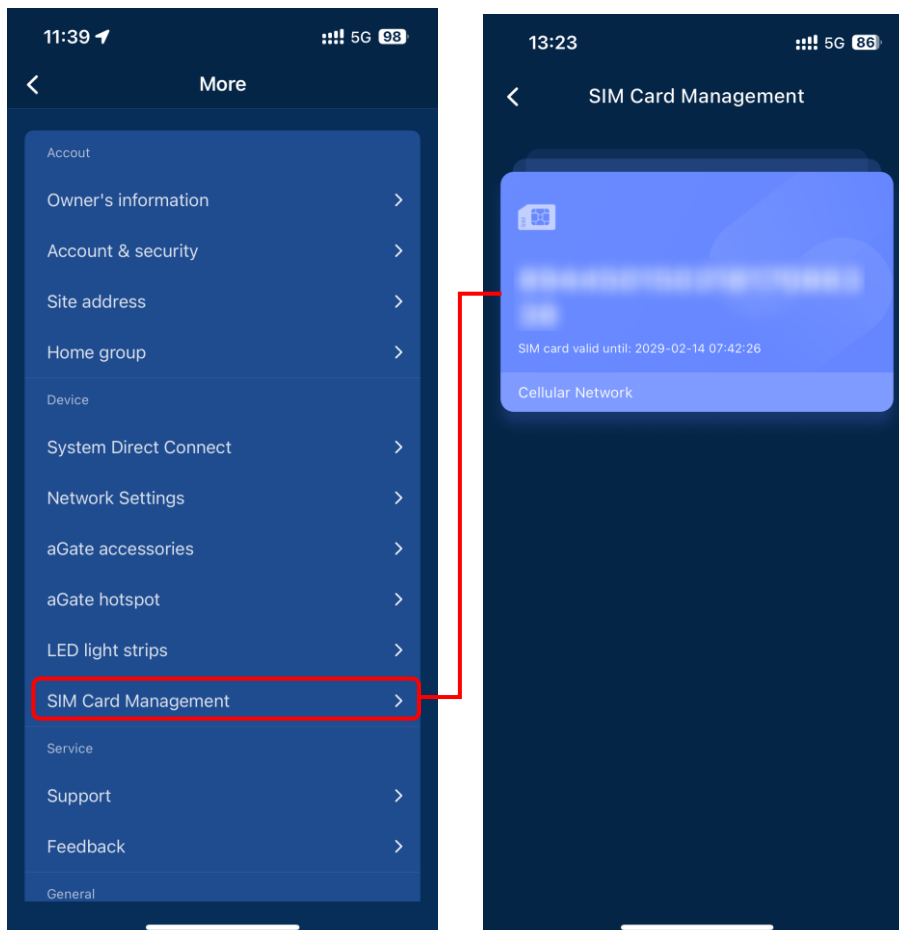 11:39
5G 98
More
Accout
Owner's information
Account & security
Site address
Home group
Device
System Direct Connect
Network Settings
aGate accessories
aGate hotspot
LED light strips
SIM Card Management
Service
Support
Feedback
General
13:23
5G 86
SIM Card Management
SIM card valid until: 2029-02-14 07:42:26
Cellular Network